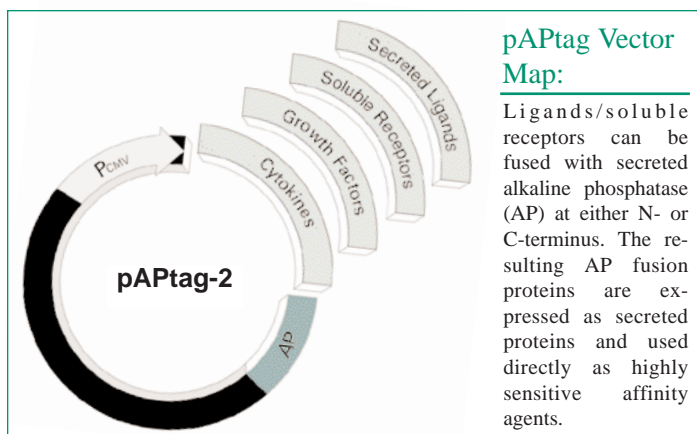 Secreted Ligands
Soluble Receptors
Growth Factors
Cytokines
PCMV
pAPtag-2
AP
pAPtag Vector
Map:
Ligands/soluble
receptors can be
fused with secreted
alkaline phosphatase
(AP) at either N- or
C-terminus. The re-
sulting AP fusion
proteins are ex-
pressed as secreted
proteins and used
directly as highly
sensitive affinity
agents.